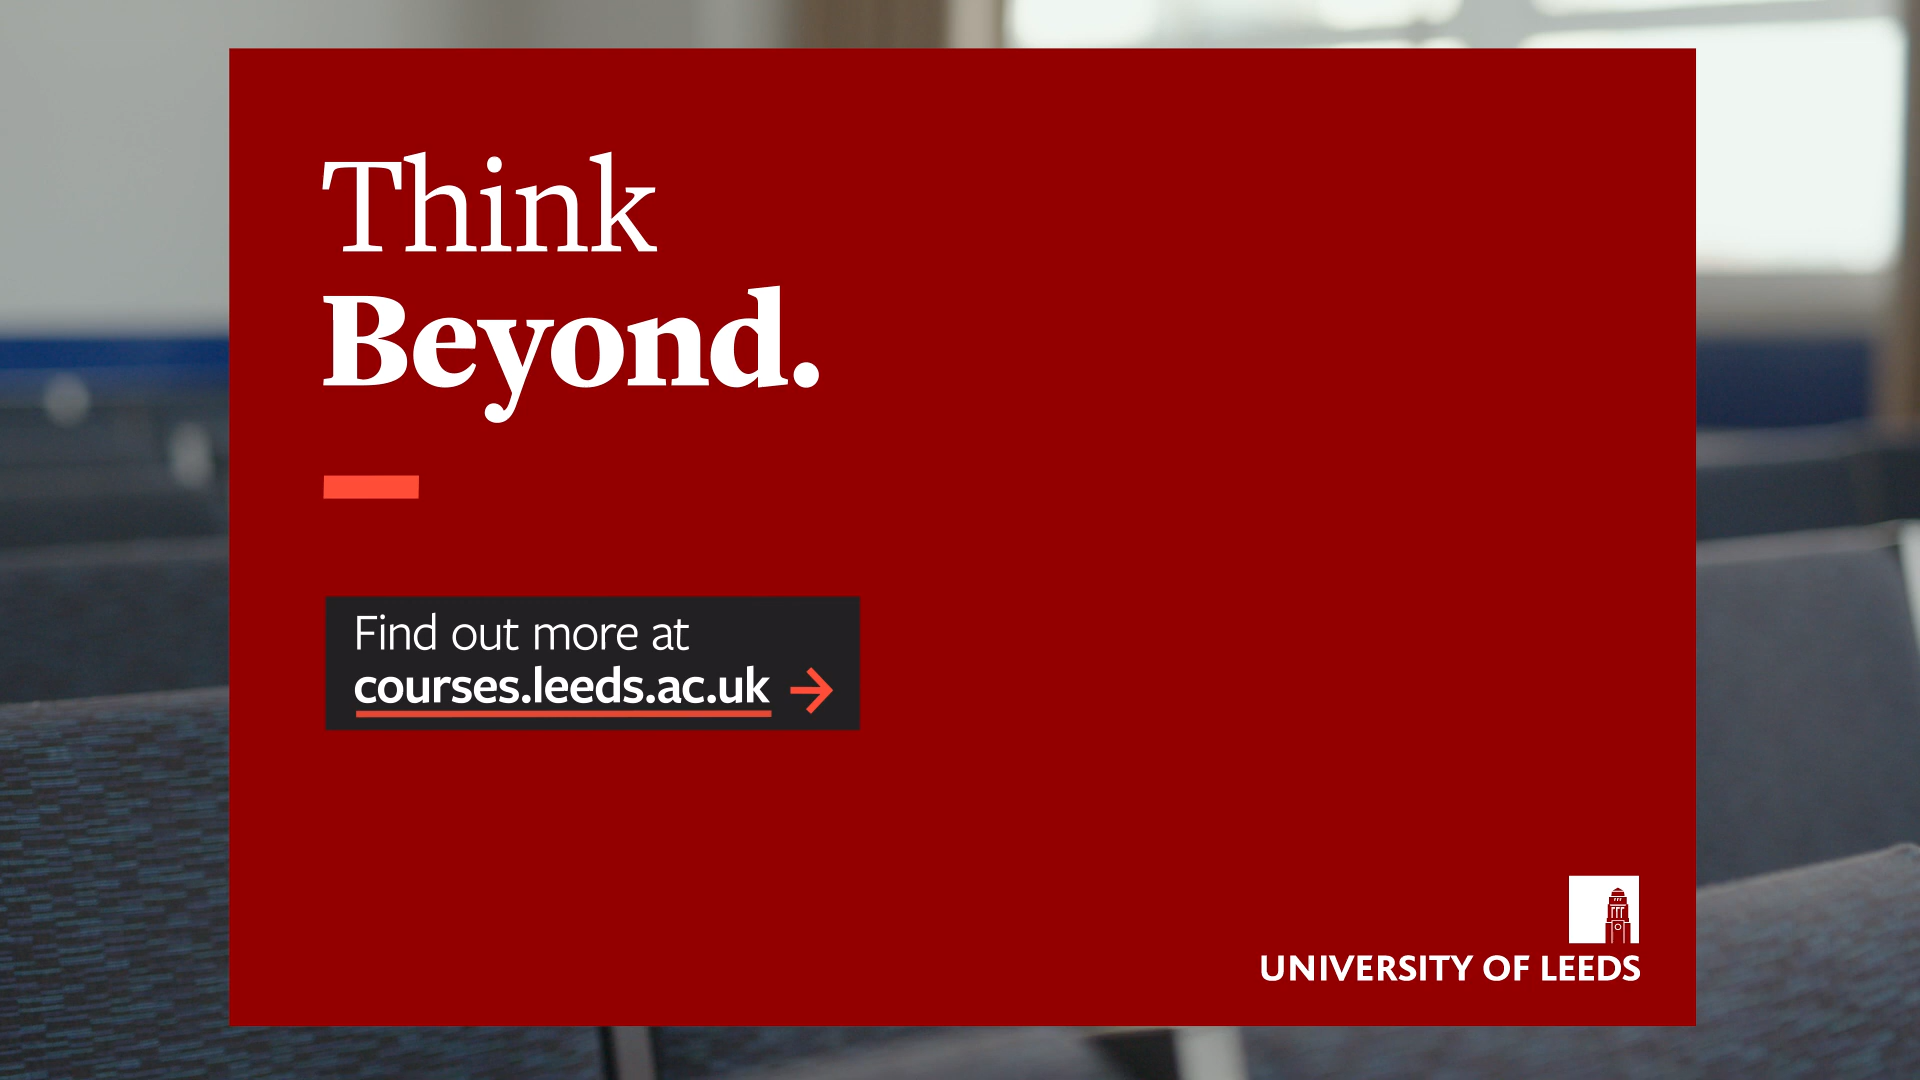 Think
Beyond.
Find out more at
courses.leeds.ac.uk
UNIVERSITY OF LEEDS